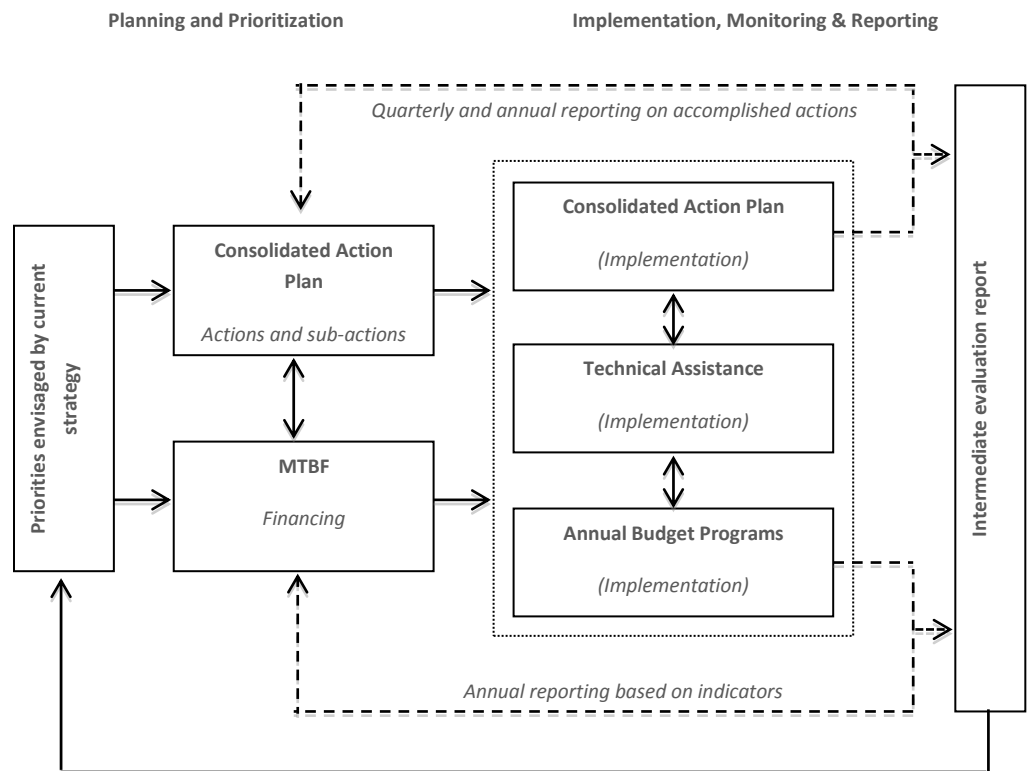 Planning and Prioritization
Implementation, Monitoring & Reporting
Quarterly and annual reporting on accomplished actions
Priorities envisaged by current
strategy
Consolidated Action
Plan
Actions and sub-actions
MTBF
Financing
Consolidated Action Plan
(Implementation)
Technical Assistance
(Implementation)
Annual Budget Programs
(Implementation)
Annual reporting based on indicators
Intermediate evaluation report